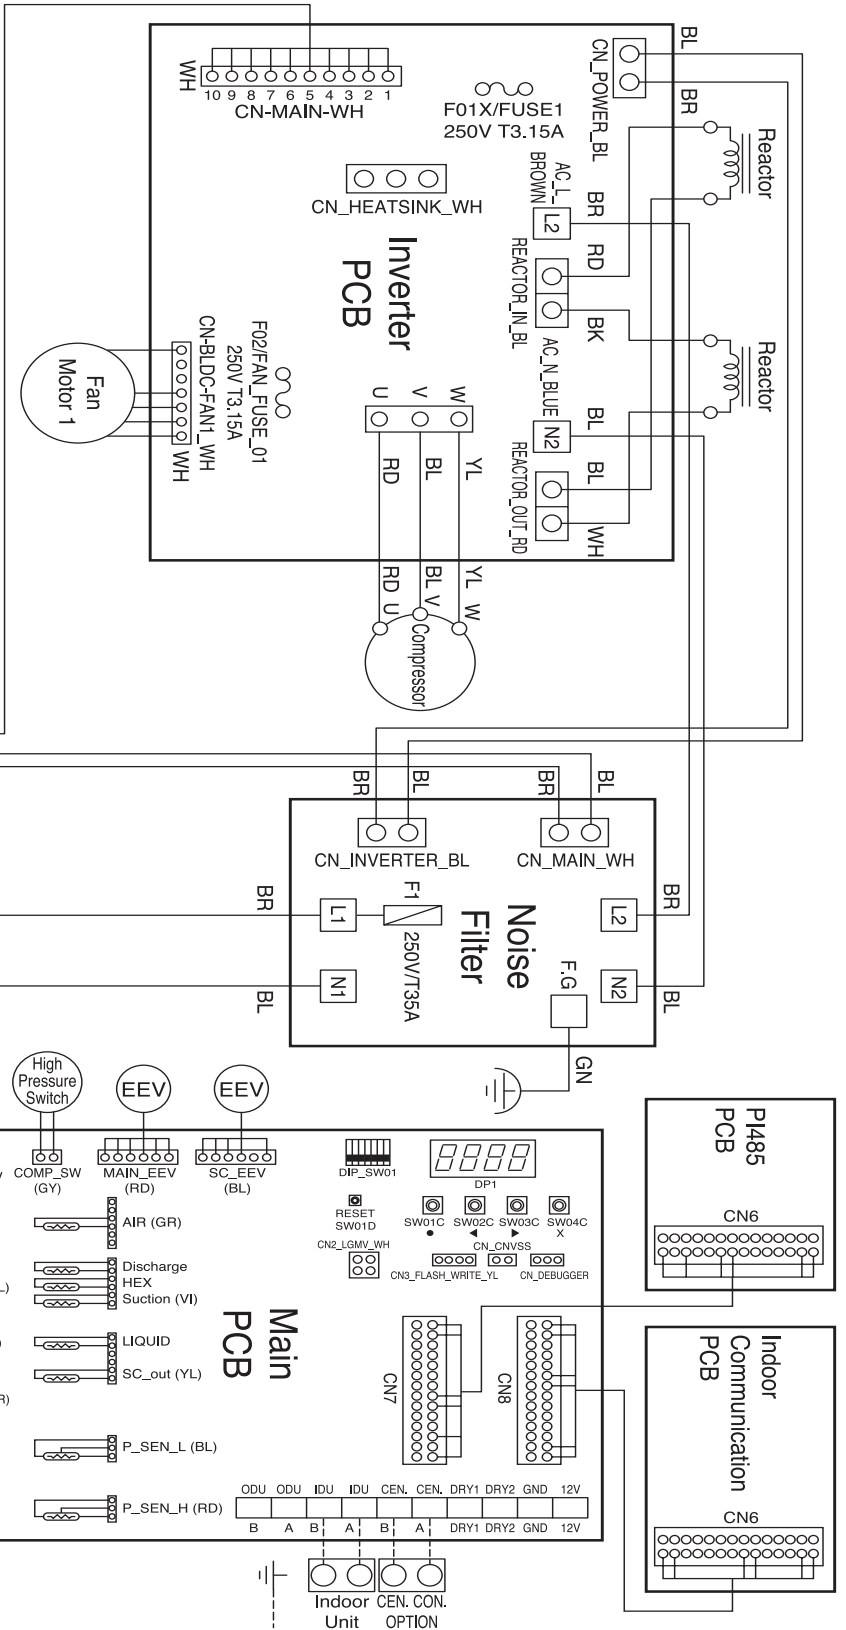 WH
10 9 8 7 6 5 4 3 2 1
CN-MAIN-WH
F01X/FUSE1
250V T3.15A
CN_POWER_BL
BL
BR
Reactor
CN_HEATSINK_WH
AC_L_
BROWN
L2
BR
Inverter
PCB
REACTOR_IN_BL
RD
BK
Reactor
F02/FAN_FUSE_01
250V T3.15A
CN-BLDC-FAN1_WH
WH
Fan
Motor 1
AC_N_BLUE
N2
BL
U
V
W
RD
BL
YL
REACTOR_OUT_RD
BL
WH
RD
BL
YL
U
V
W
Compressor
BR
BL
BR
BL
CN_INVERTER_BL
CN_MAIN_WH
BR
L1
F1
250V/T35A
Noise
Filter
L2
BR
BL
N1
F.G
N2
BL
GN
High
Pressure
Switch
EEV
EEV
y
COMP_SW
(GY)
MAIN_EEV
(RD)
SC_EEV
(BL)
DIP_SW01
DP1
RESET
SW01D
SW01C
●
SW02C
◀
SW03C
▶
SW04C
X
AIR (GR)
CN2_LGMV_WH
CN_CNVSS
CN3_FLASH_WRITE_YL
CN_DEBUGGER
Discharge
HEX
Suction (VI)
L)
LIQUID
)
SC_out (YL)
R)
Main
PCB
CN7
CN8
P_SEN_L (BL)
P_SEN_H (RD)
ODU ODU IDU IDU CEN. CEN. DRY1 DRY2 GND 12V
B A B A B A DRY1 DRY2 GND 12V
Indoor
Unit
CEN. CON.
OPTION
PI485
PCB
CN6
Indoor
Communication
PCB
CN6